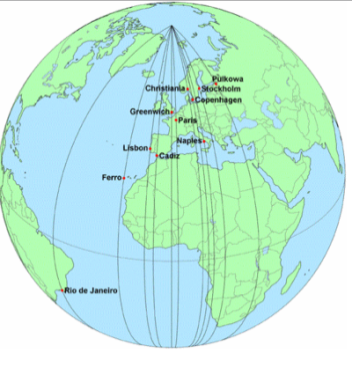 Pulkowa
Christiania
Stockholm
Copenhagen
Greenwich
Paris
Naples
Lisbon
Cadiz
Ferro
Rio de Janeiro